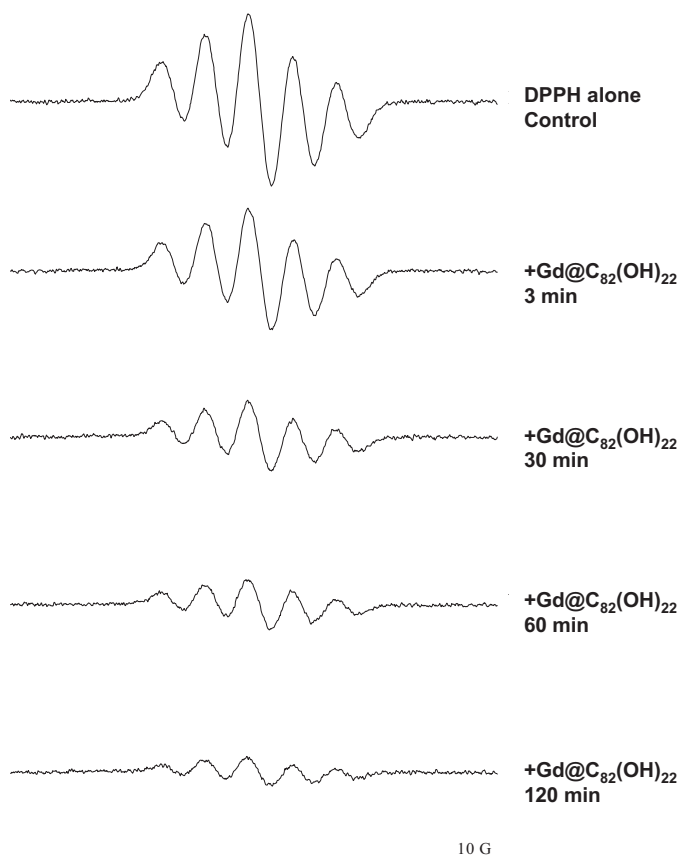 DPPH alone
Control
+Gd@C₈₂(OH)₂₂
3 min
+Gd@C₈₂(OH)₂₂
30 min
+Gd@C₈₂(OH)₂₂
60 min
+Gd@C₈₂(OH)₂₂
120 min
10 G